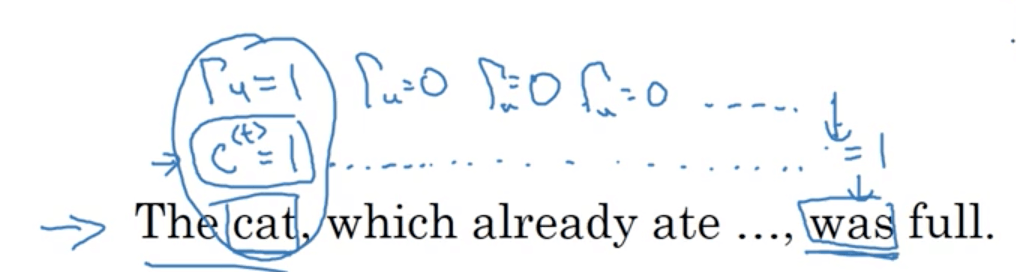 Γu=1 Γu=0 Γu=0 Γu=0 ......
c<t>=1 ............ =1
The cat, which already ate ..., was full.